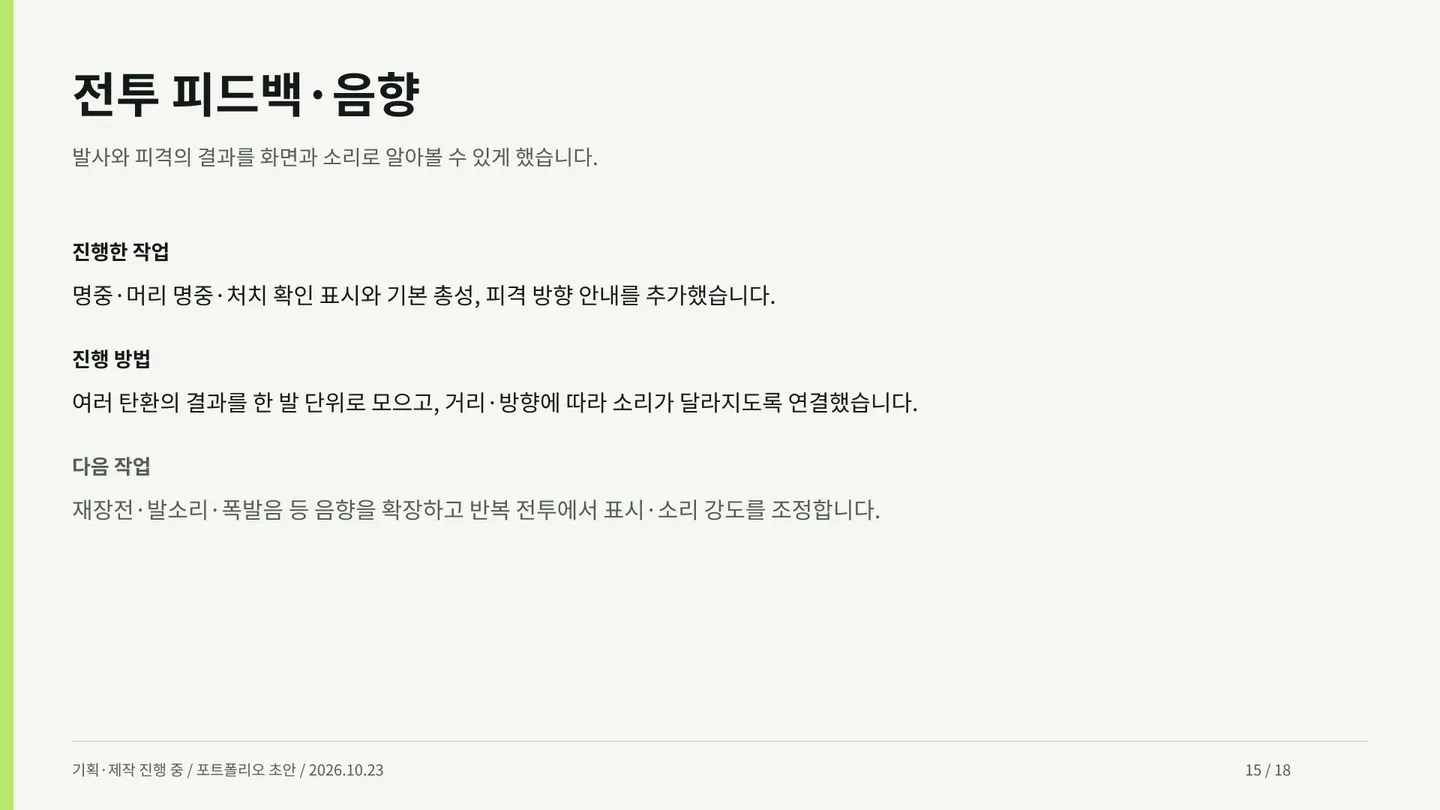 전투 피드백·음향
발사와 피격의 결과를 화면과 소리로 알아볼 수 있게 했습니다.
진행한 작업
명중·머리 명중·처치 확인 표시와 기본 총성, 피격 방향 안내를 추가했습니다.
진행 방법
여러 탄환의 결과를 한 발 단위로 모으고, 거리·방향에 따라 소리가 달라지도록 연결했습니다.
다음 작업
재장전·발소리·폭발음 등 음향을 확장하고 반복 전투에서 표시·소리 강도를 조정합니다.
기획·제작 진행 중 / 포트폴리오 초안 / 2026.10.23
15 / 18